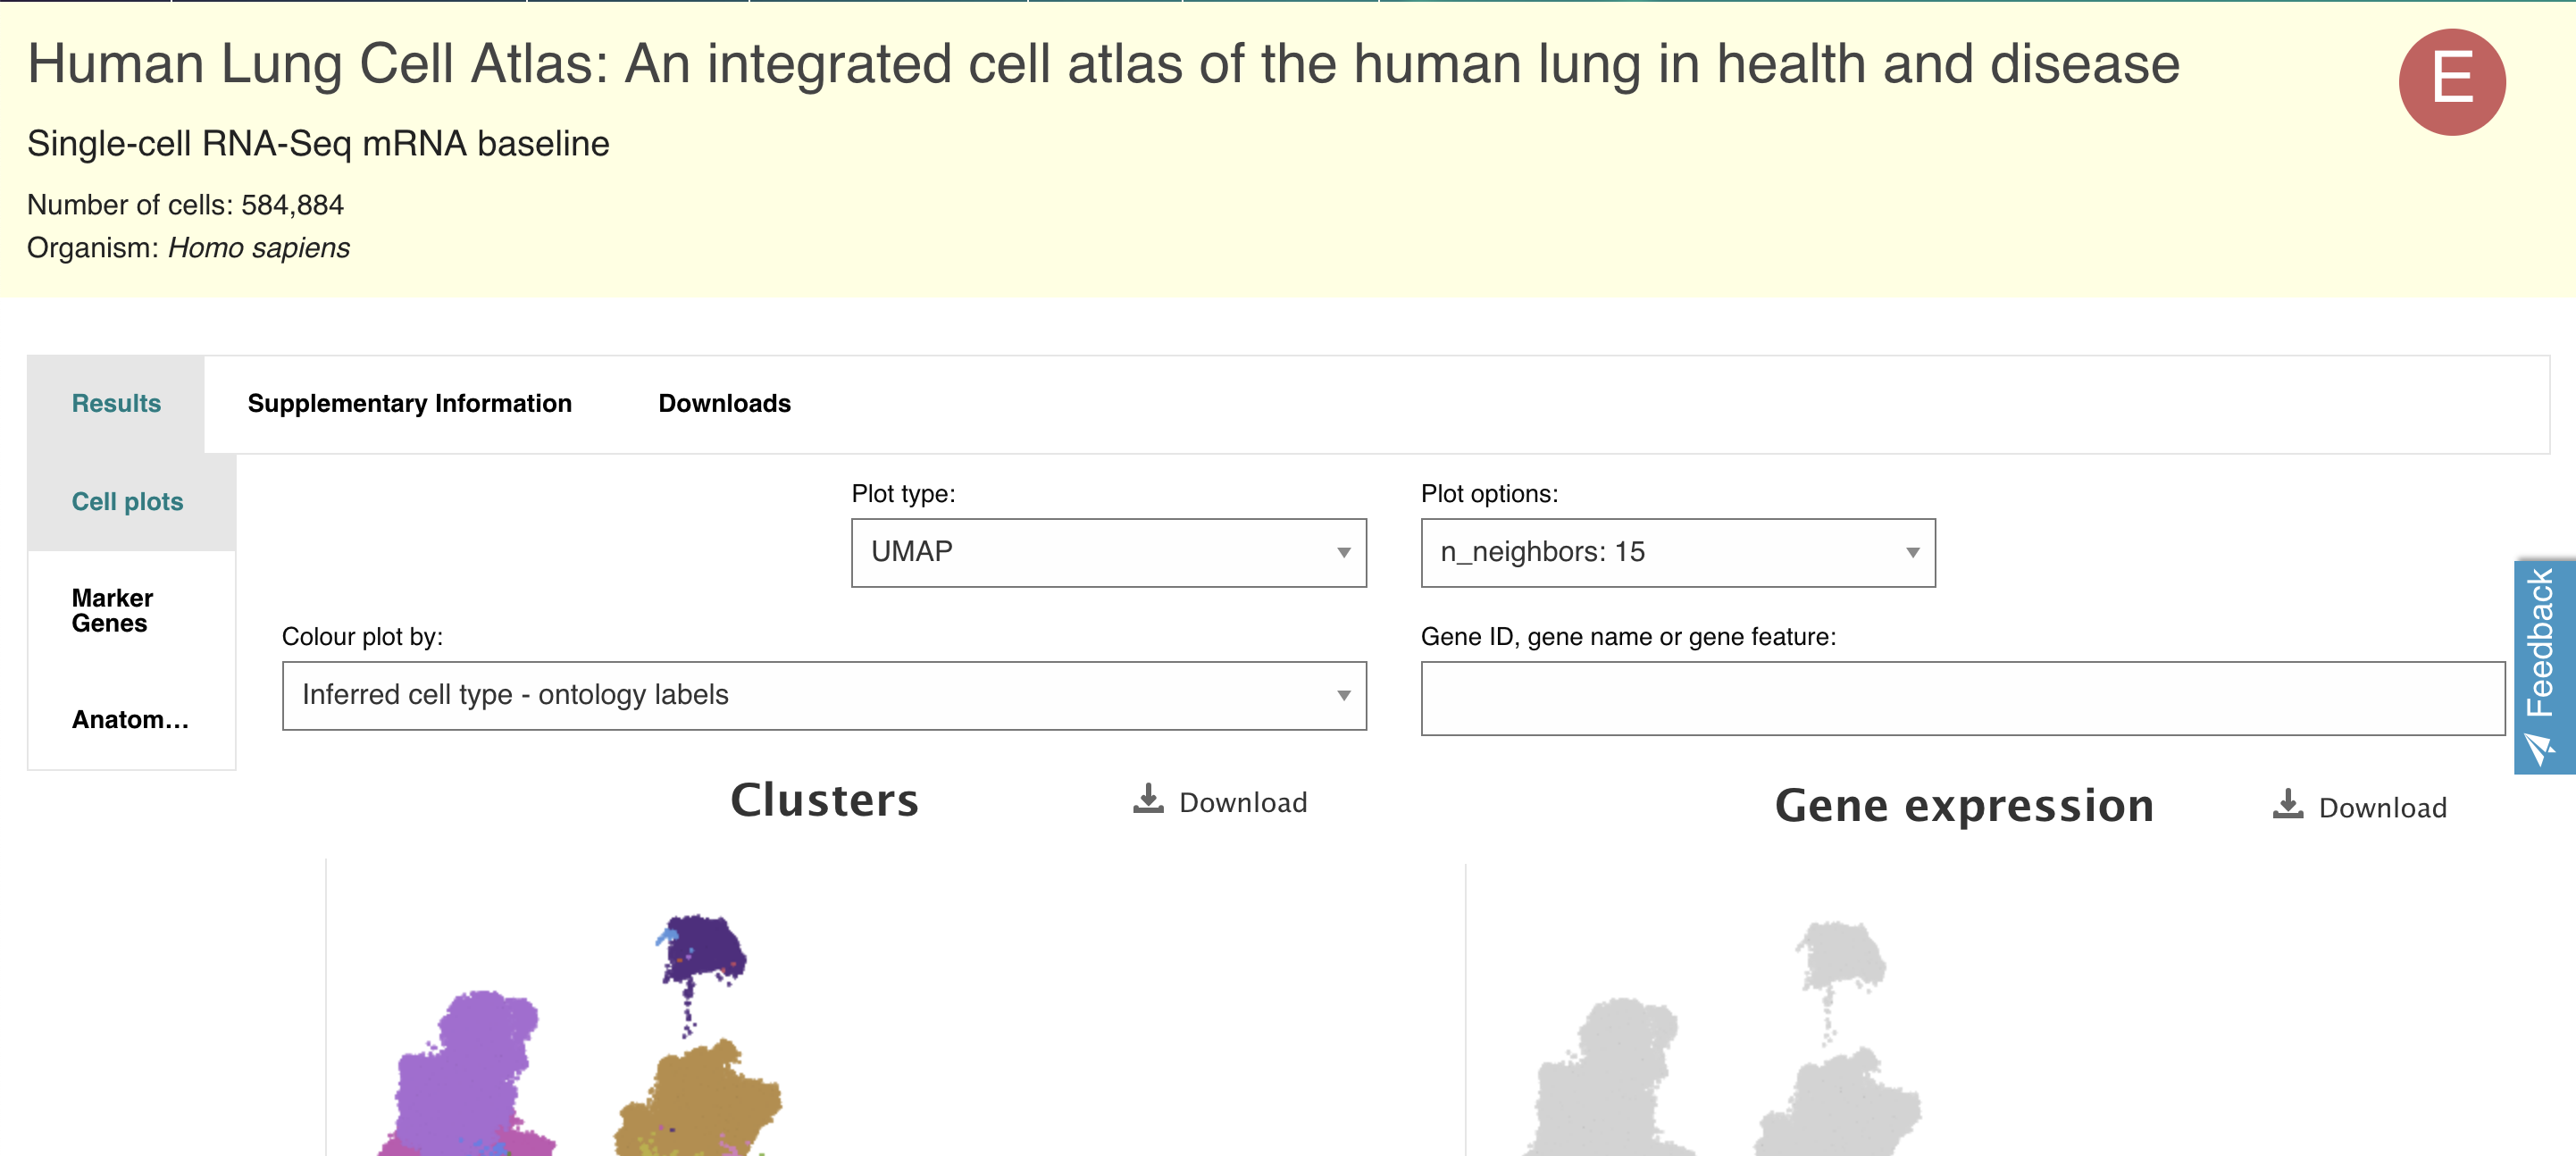 Human Lung Cell Atlas: An integrated cell atlas of the human lung in health and disease
E
Single-cell RNA-Seq mRNA baseline
Number of cells: 584,884
Organism: Homo sapiens
Results
Supplementary Information
Downloads
Cell plots
Marker
Genes
Anatom...
Plot type:
UMAP
Plot options:
n_neighbors: 15
Colour plot by:
Inferred cell type - ontology labels
Gene ID, gene name or gene feature:
Feedback
Clusters
Download
Gene expression
Download